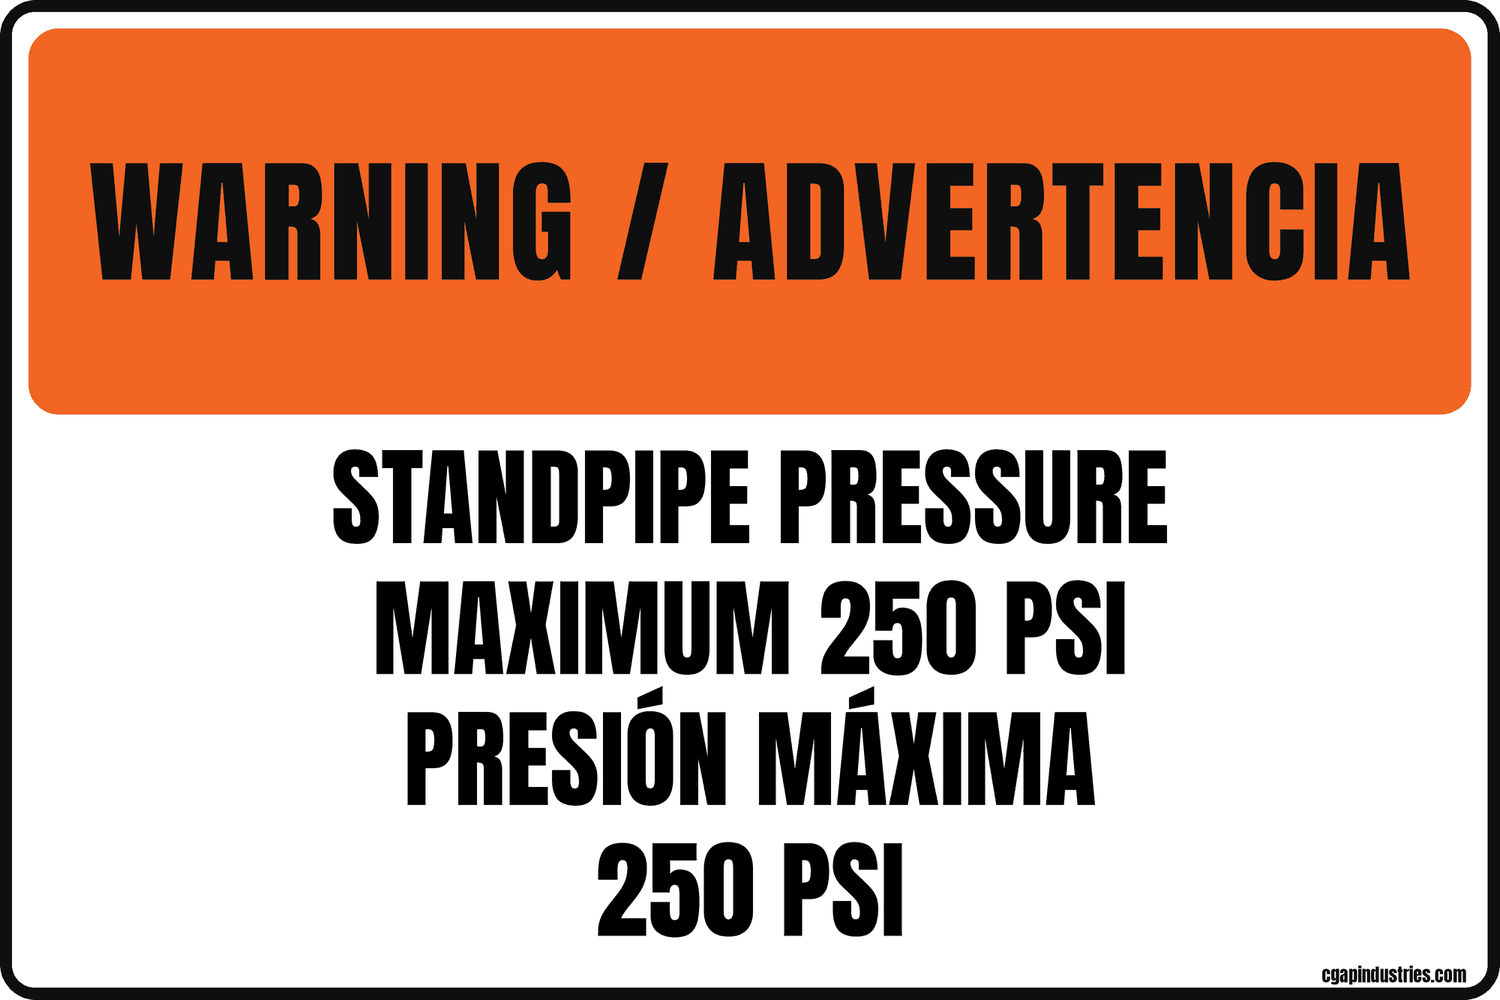 WARNING / ADVERTENCIA
STANDPIPE PRESSURE
MAXIMUM 250 PSI
PRESIÓN MÁXIMA
250 PSI
cgapindustries.com